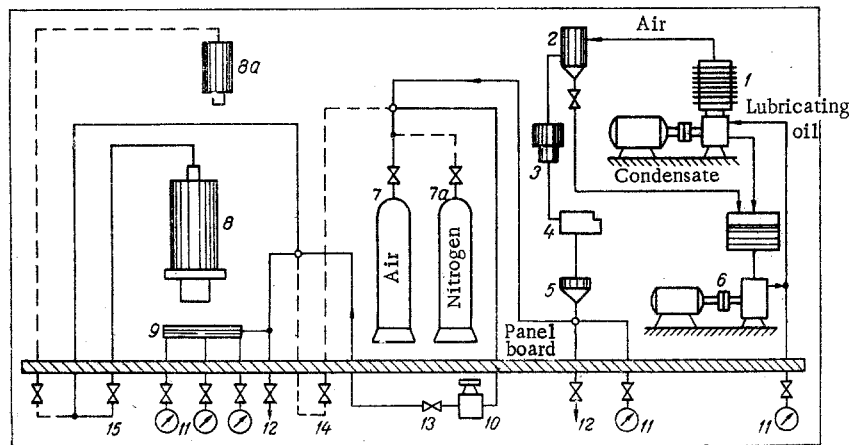 8a
2
Air
1
Lubricating
oil
3
Condensate
7
7a
8
4
Air
Nitrogen
5
6
9
Panel
board
15
11
12
14
13
10
12
11
11